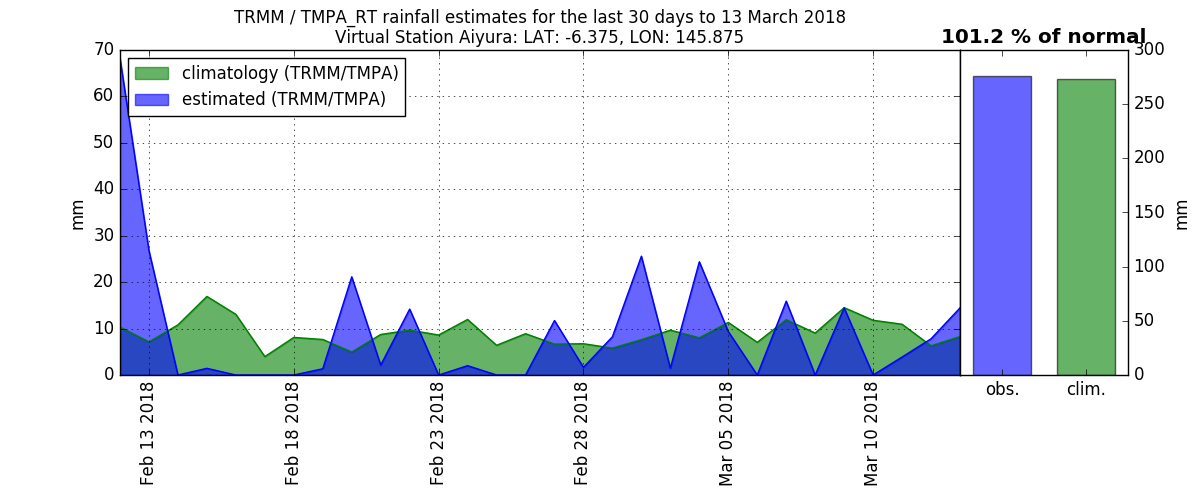 TRMM / TMPA_RT rainfall estimates for the last 30 days to 13 March 2018
Virtual Station Aiyura: LAT: -6.375, LON: 145.875
101.2 % of normal
climatology (TRMM/TMPA)
estimated (TRMM/TMPA)
mm
70
60
50
40
30
20
10
0
Feb 13 2018
Feb 18 2018
Feb 23 2018
Feb 28 2018
Mar 05 2018
Mar 10 2018
300
250
200
150
100
50
0
mm
obs.
clim.